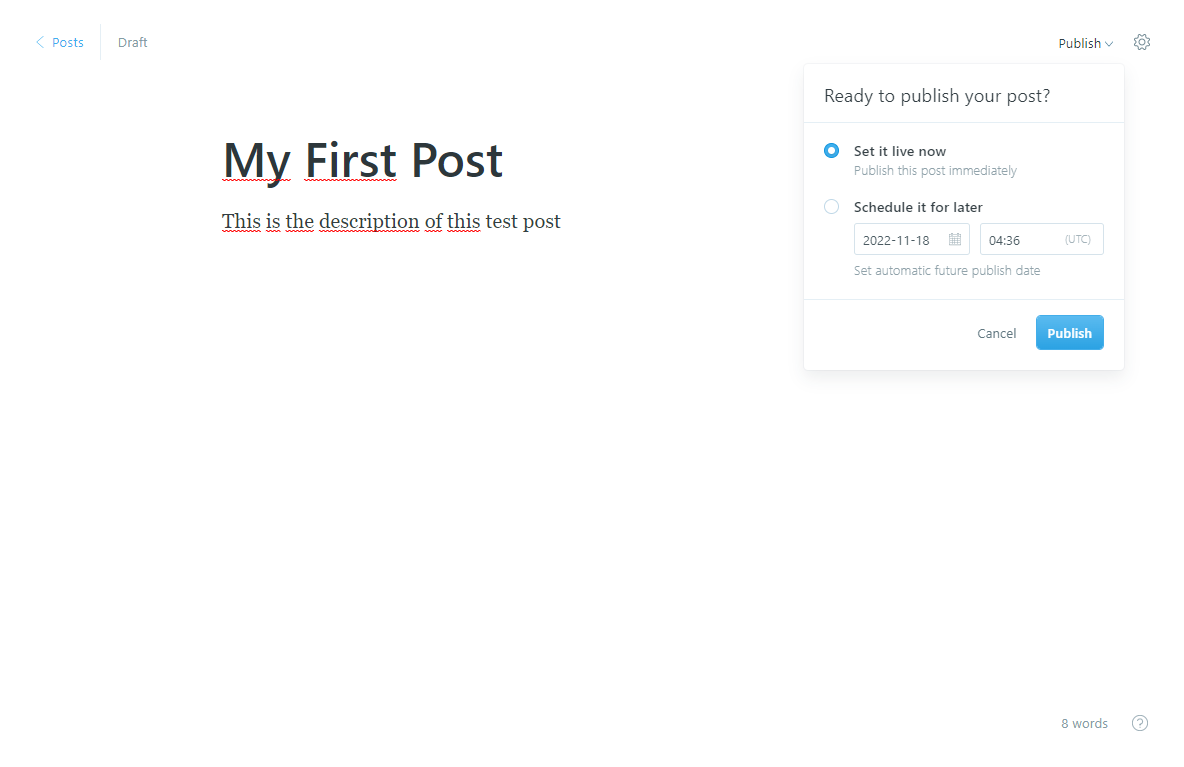 Posts
Draft
Publish
Ready to publish your post?
My First Post
Set it live now
Publish this post immediately
Schedule it for later
This is the description of this test post
2022-11-18
04:36 (UTC)
Set automatic future publish date
Cancel
Publish
8 words
?